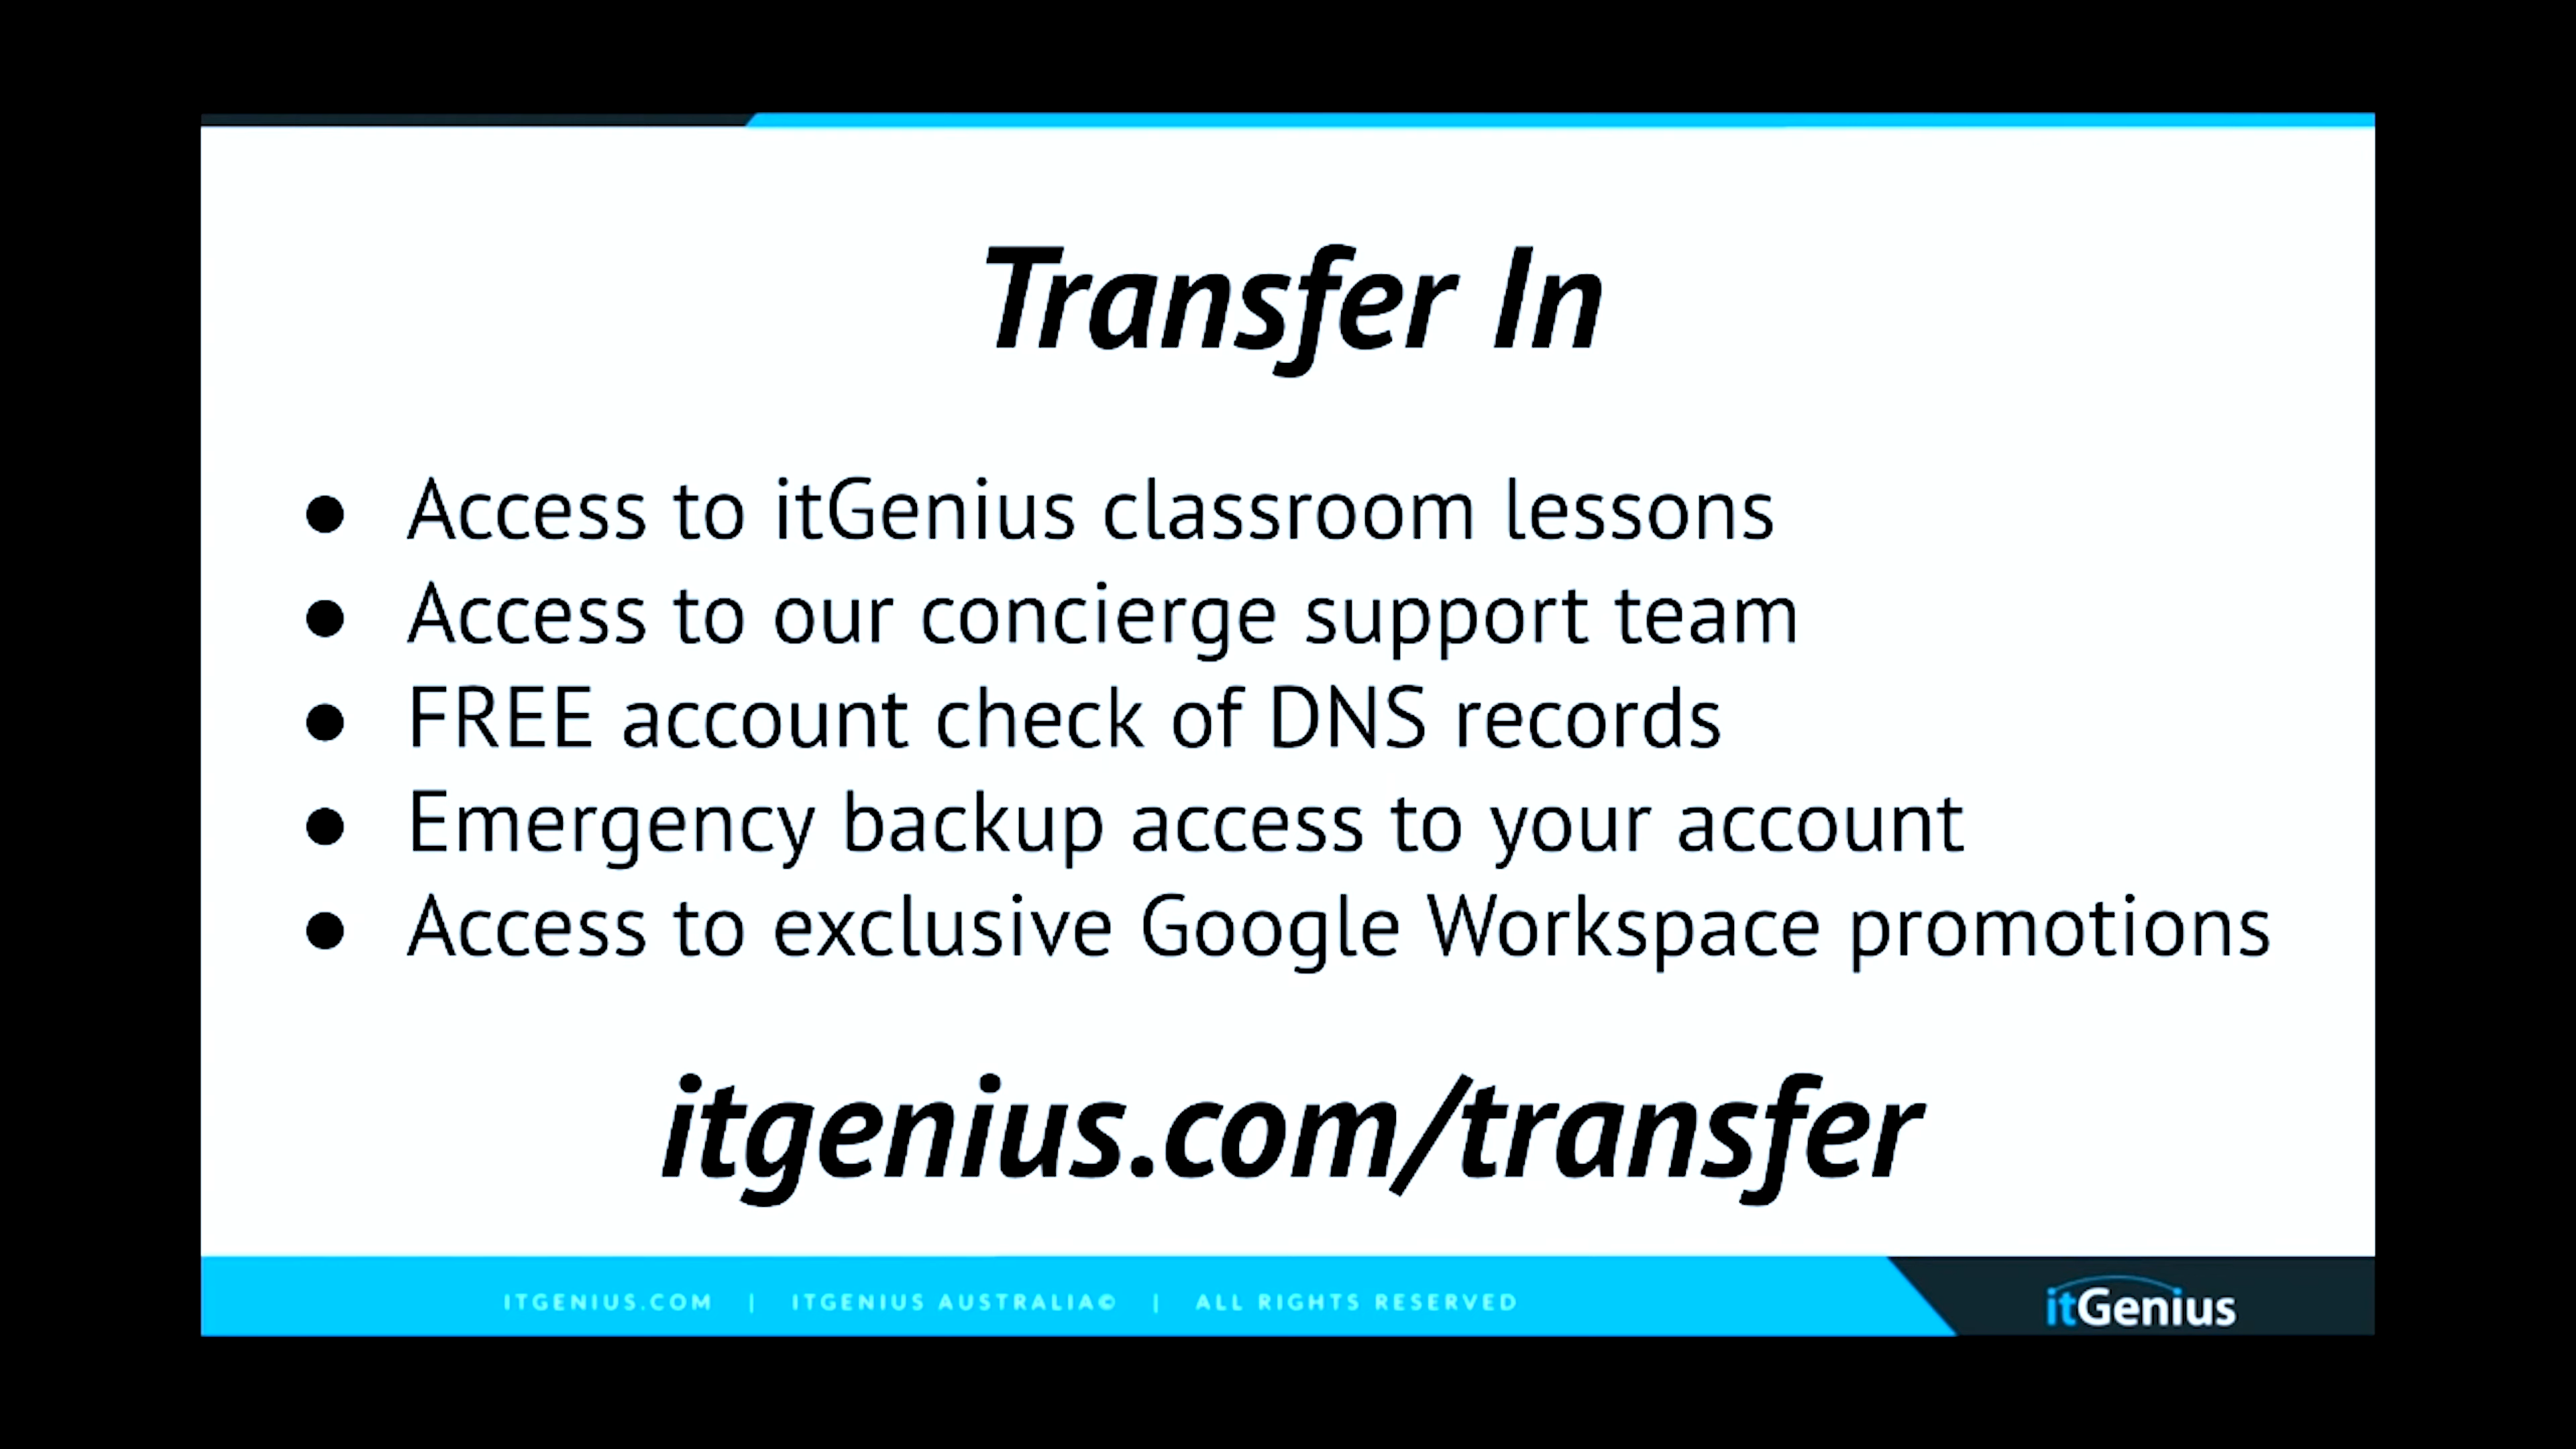 Transfer In
● Access to itGenius classroom lessons
● Access to our concierge support team
● FREE account check of DNS records
● Emergency backup access to your account
● Access to exclusive Google Workspace promotions
itgenius.com/transfer
ITGENIUS.COM | ITGENIUS AUSTRALIA© | ALL RIGHTS RESERVED
itGenius